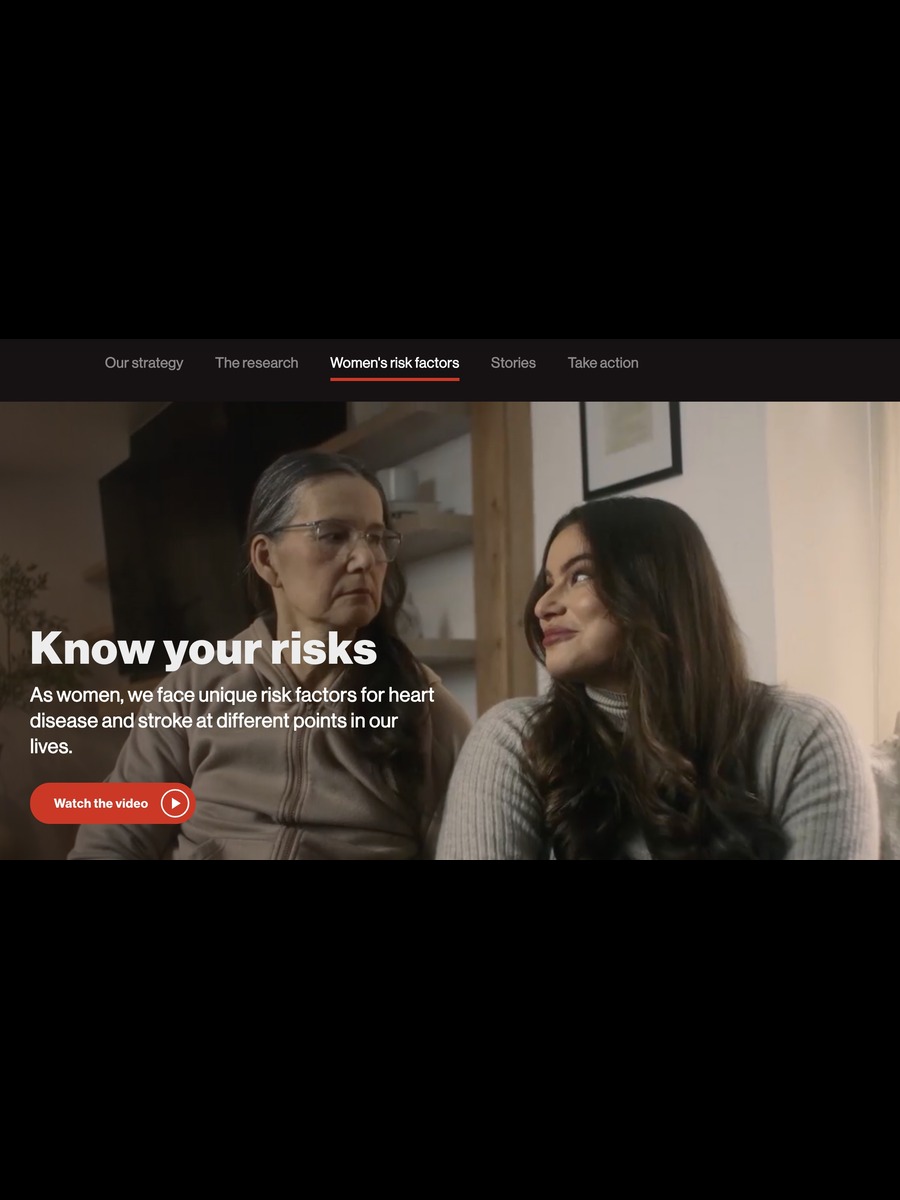 Our strategy
The research
Women's risk factors
Stories
Take action
Know your risks
As women, we face unique risk factors for heart
disease and stroke at different points in our
lives.
Watch the video